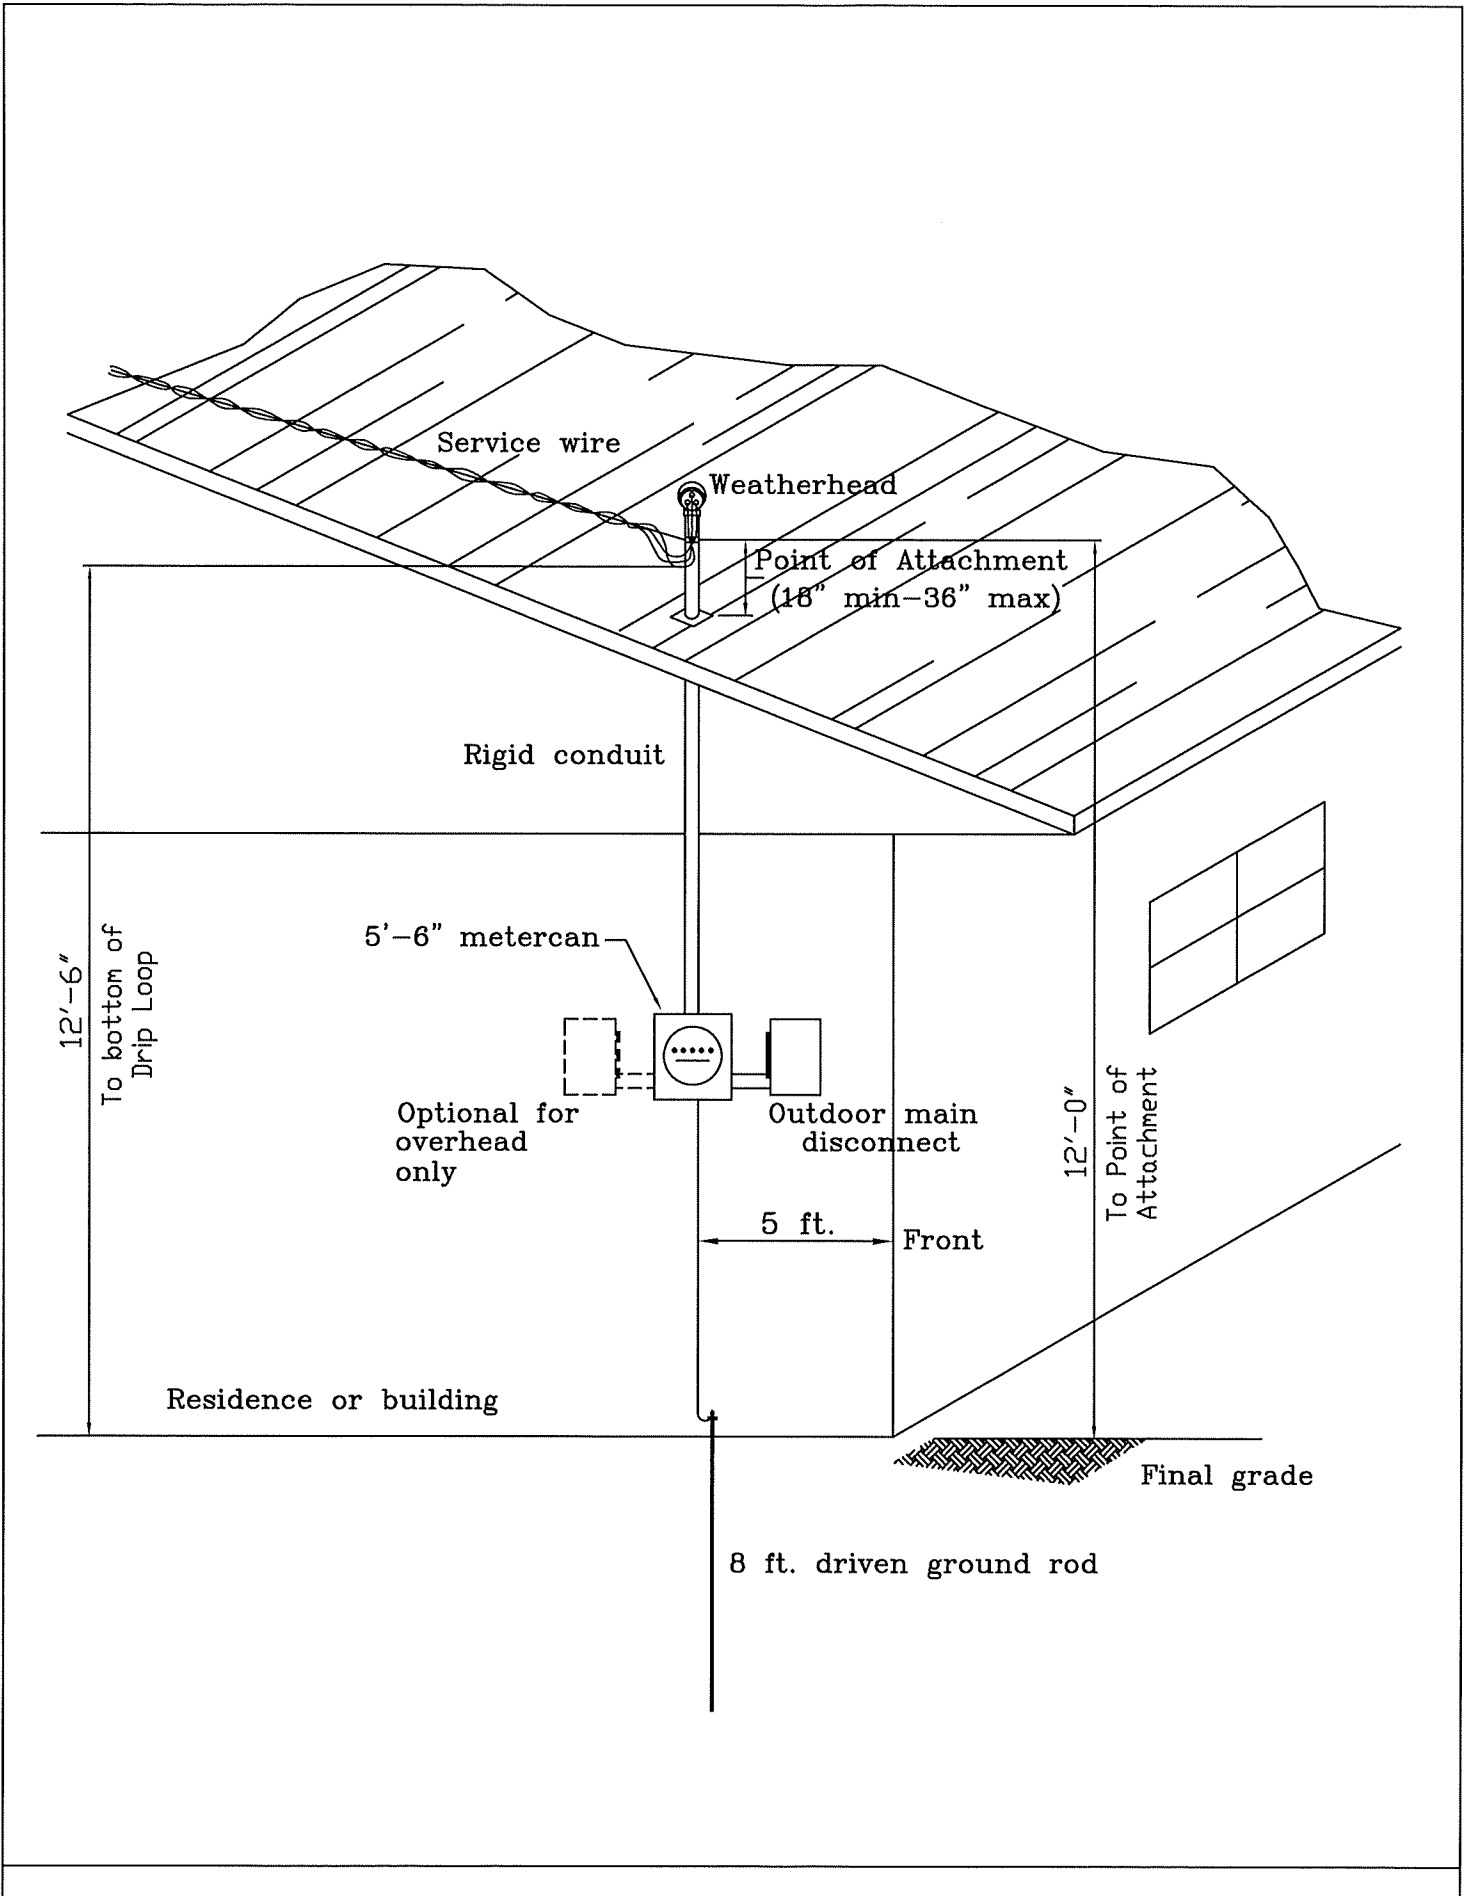 Service wire
Weatherhead
Point of Attachment
(18" min-36" max)
Rigid conduit
5'-6" metercan
12'-6"
To bottom of
Drip Loop
Optional for
overhead
only
Outdoor main
disconnect
12'-0"
To Point of
Attachment
5 ft.
Front
Residence or building
Final grade
8 ft. driven ground rod